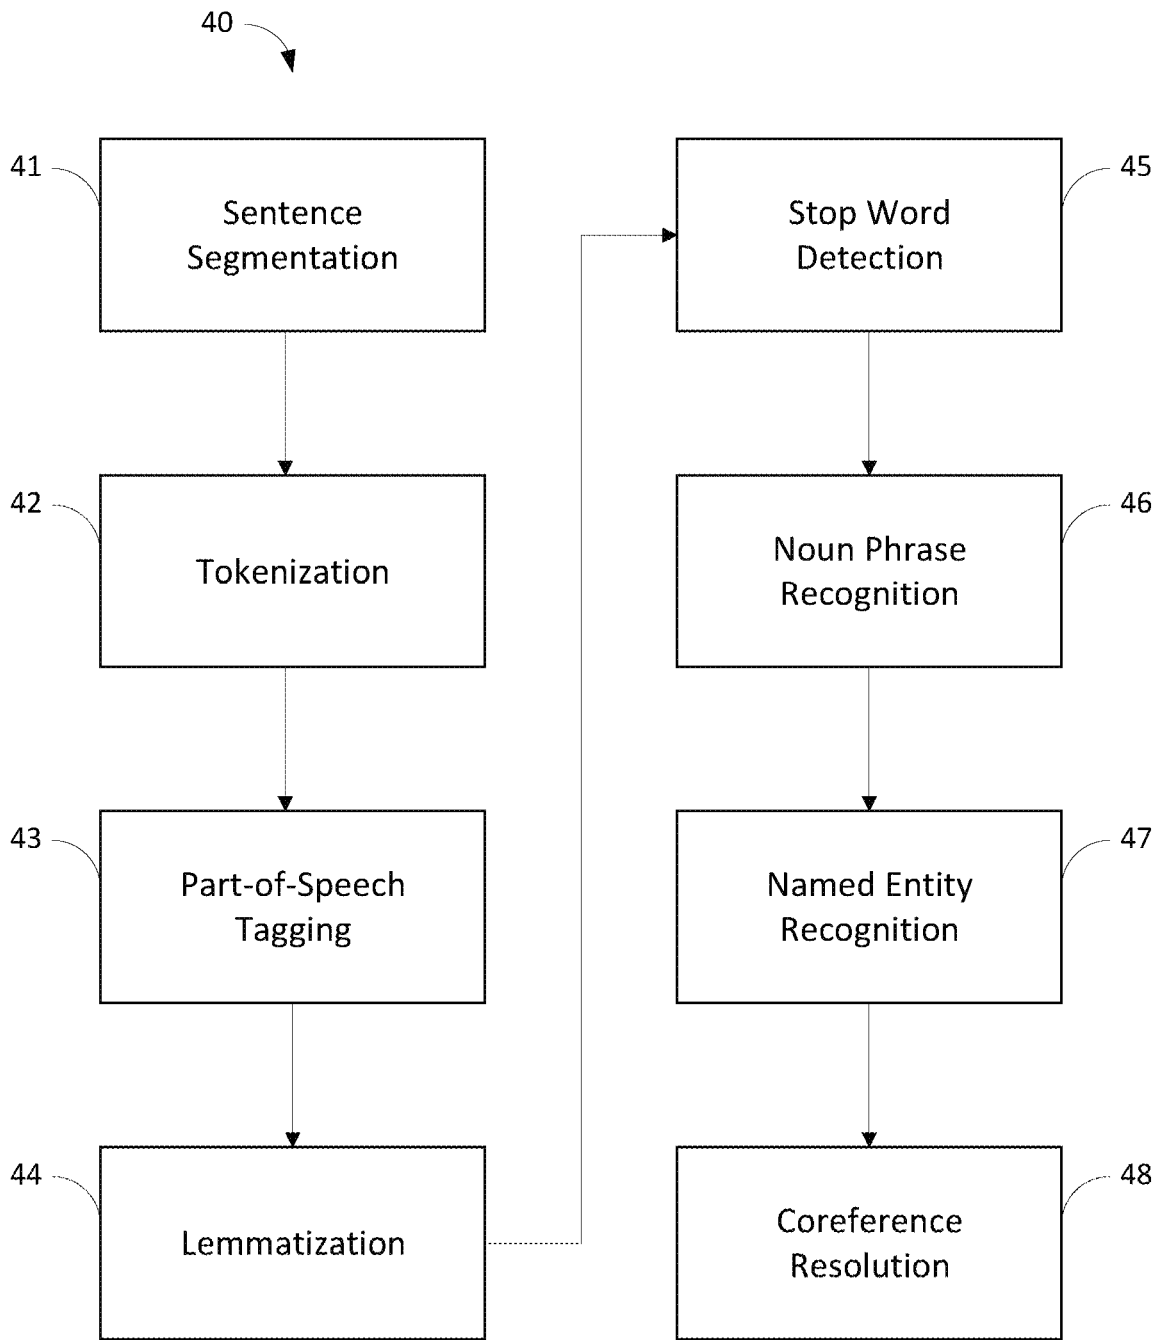 40
41
Sentence
Segmentation
42
Tokenization
43
Part-of-Speech
Tagging
44
Lemmatization
45
Stop Word
Detection
46
Noun Phrase
Recognition
47
Named Entity
Recognition
48
Coreference
Resolution